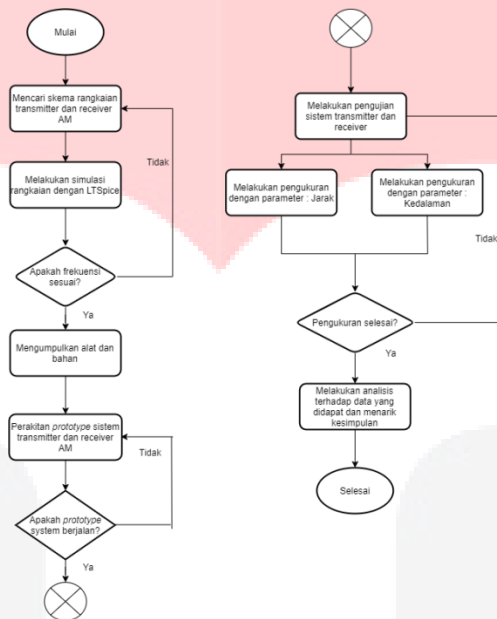 Mulai
Mencari skema rangkaian
transmitter dan receiver
AM
Tidak
Melakukan simulasi
rangkaian dengan LTSpice
Apakah frekuensi
sesuai?
Ya
Mengumpulkan alat dan
bahan
Perakitan prototype sistem
transmitter dan receiver
AM
Tidak
Apakah prototype
system berjalan?
Ya
Melakukan pengujian
sistem transmitter dan
receiver
Melakukan pengukuran
dengan parameter : Jarak
Melakukan pengukuran
dengan parameter :
Kedalaman
Tidak
Pengukuran selesai?
Ya
Melakukan analisis
terhadap data yang
didapat dan menarik
kesimpulan
Selesai